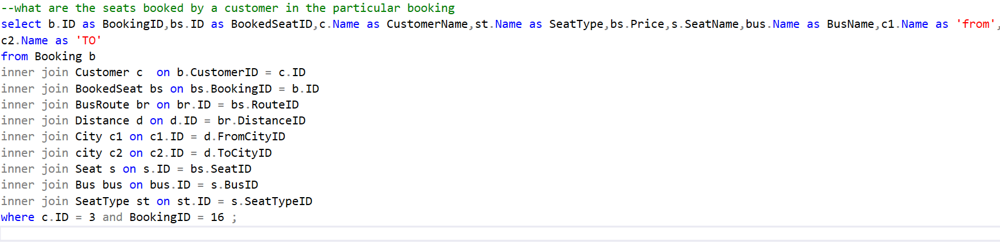 --what are the seats booked by a customer in the particular booking
select b.ID as BookingID,bs.ID as BookedSeatID,c.Name as CustomerName,st.Name as SeatType,bs.Price,s.SeatName,bus.Name as BusName,c1.Name as 'from',
c2.Name as 'TO'
from Booking b
inner join Customer c  on b.CustomerID = c.ID
inner join BookedSeat bs on bs.BookingID = b.ID
inner join BusRoute br on br.ID = bs.RouteID
inner join Distance d on d.ID = br.DistanceID
inner join City c1 on c1.ID = d.FromCityID
inner join city c2 on c2.ID = d.ToCityID
inner join Seat s on s.ID = bs.SeatID
inner join Bus bus on bus.ID = s.BusID
inner join SeatType st on st.ID = s.SeatTypeID
where c.ID = 3 and BookingID = 16 ;